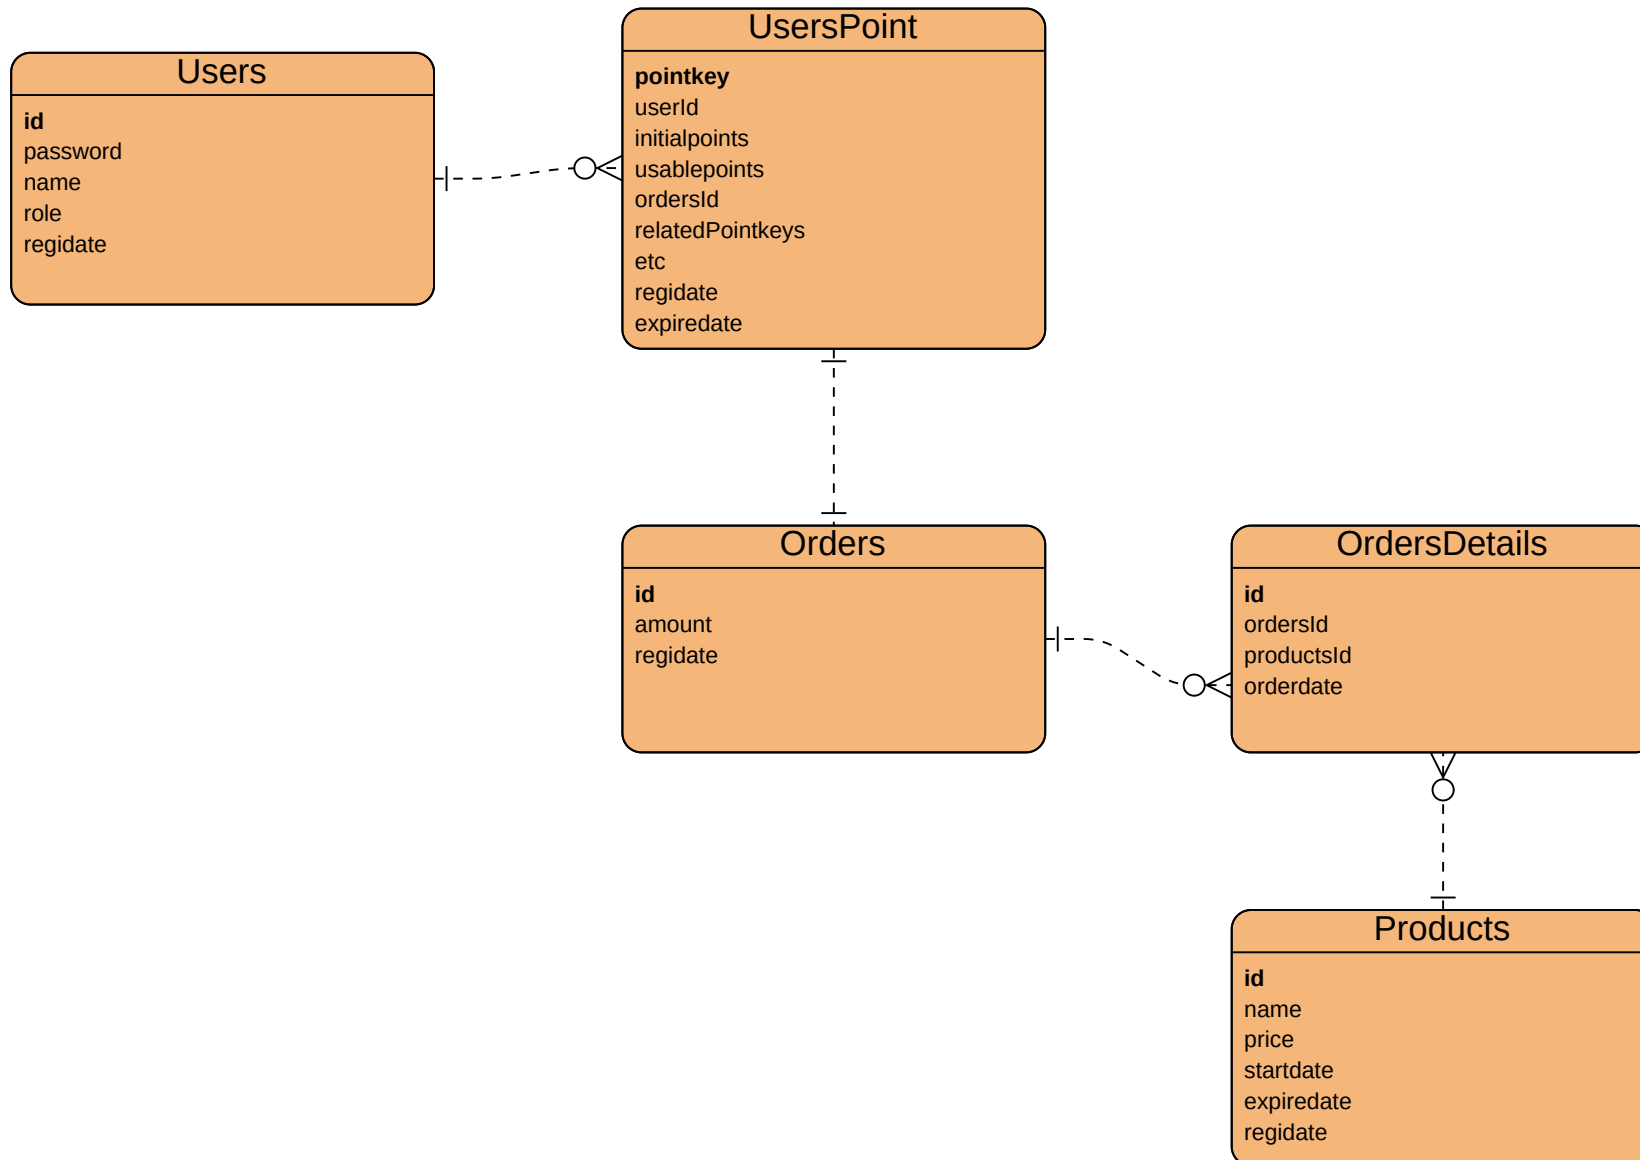 Users
id
password
name
role
regidate
UsersPoint
pointkey
userId
initialpoints
usablepoints
ordersId
relatedPointkeys
etc
regidate
expiredate
Orders
id
amount
regidate
OrdersDetails
id
ordersId
productsId
orderdate
Products
id
name
price
startdate
expiredate
regidate